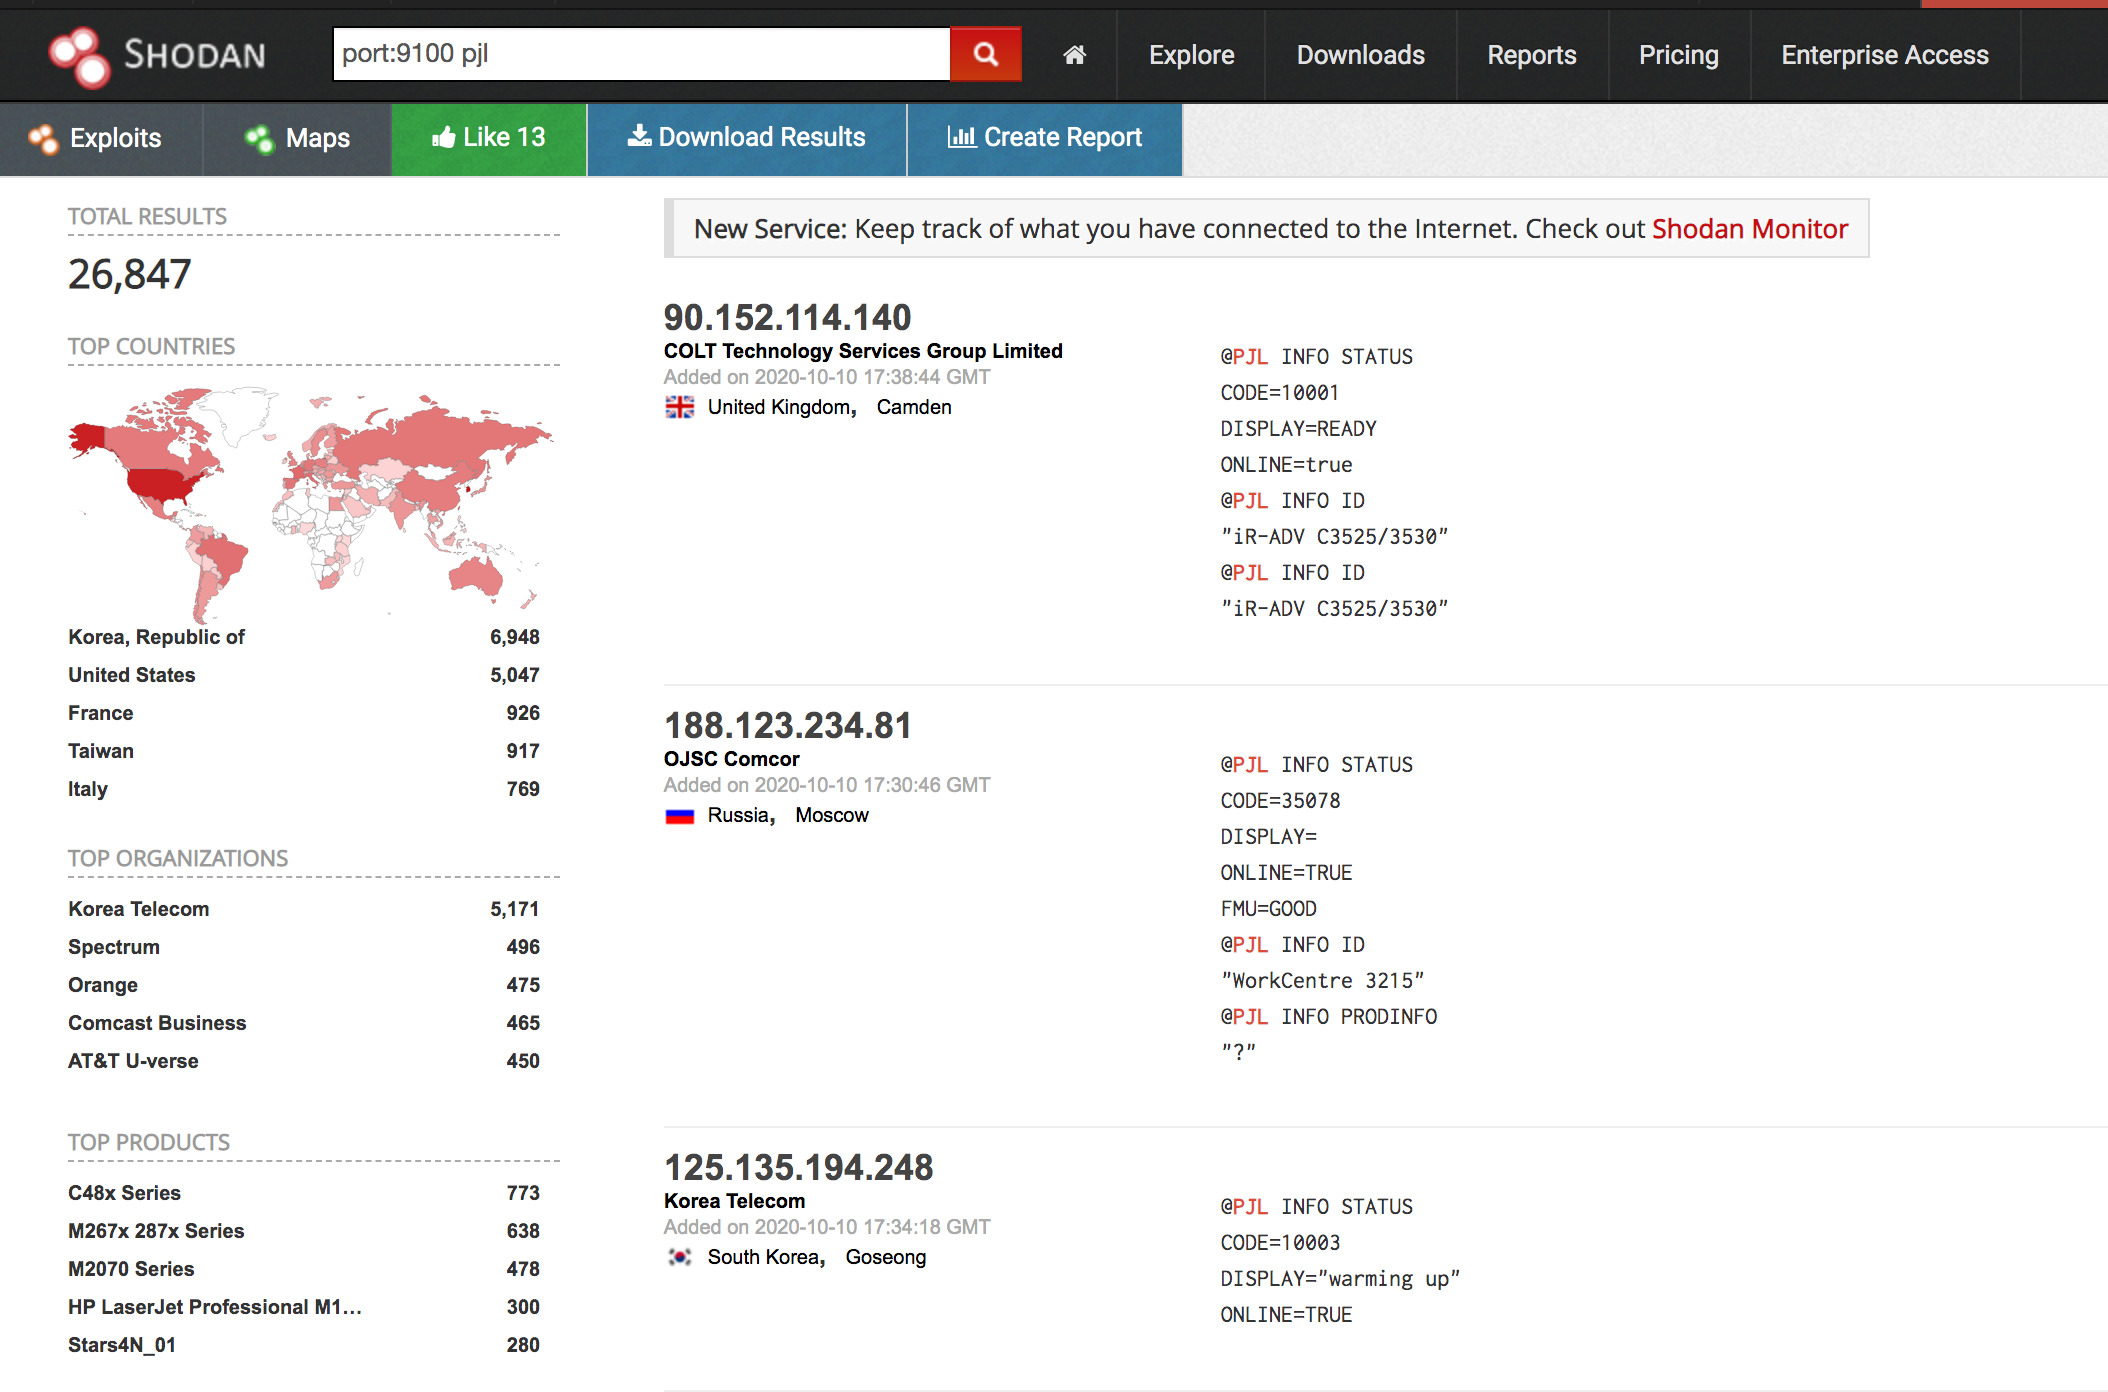 SHODAN
port:9100 pjl
Explore
Downloads
Reports
Pricing
Enterprise Access
Exploits
Maps
Like 13
Download Results
Create Report
TOTAL RESULTS
26,847
TOP COUNTRIES
Korea, Republic of 6,948
United States 5,047
France 926
Taiwan 917
Italy 769
TOP ORGANIZATIONS
Korea Telecom 5,171
Spectrum 496
Orange 475
Comcast Business 465
AT&T U-verse 450
TOP PRODUCTS
C48x Series 773
M267x 287x Series 638
M2070 Series 478
HP LaserJet Professional M1... 300
Stars4N_01 280
New Service: Keep track of what you have connected to the Internet. Check out Shodan Monitor
90.152.114.140
COLT Technology Services Group Limited
Added on 2020-10-10 17:38:44 GMT
United Kingdom, Camden
@PJL INFO STATUS
CODE=10001
DISPLAY=READY
ONLINE=true
@PJL INFO ID
"iR-ADV C3525/3530"
@PJL INFO ID
"iR-ADV C3525/3530"
188.123.234.81
OJSC Comcor
Added on 2020-10-10 17:30:46 GMT
Russia, Moscow
@PJL INFO STATUS
CODE=35078
DISPLAY=
ONLINE=TRUE
FMU=GOOD
@PJL INFO ID
"WorkCentre 3215"
@PJL INFO PRODINFO
"?"
125.135.194.248
Korea Telecom
Added on 2020-10-10 17:34:18 GMT
South Korea, Goseong
@PJL INFO STATUS
CODE=10003
DISPLAY="warming up"
ONLINE=TRUE